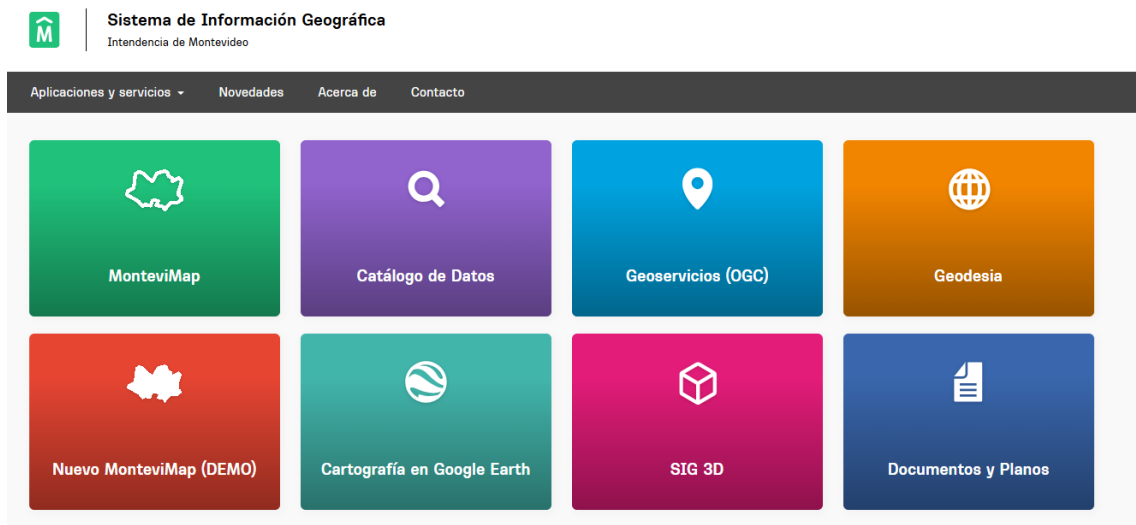 M
Sistema de Información Geográfica
Intendencia de Montevideo
Aplicaciones y servicios Novedades Acerca de Contacto
MonteviMap Catálogo de Datos Geoservicios (OGC) Geodesia
Nuevo MonteviMap (DEMO) Cartografía en Google Earth SIG 3D Documentos y Planos